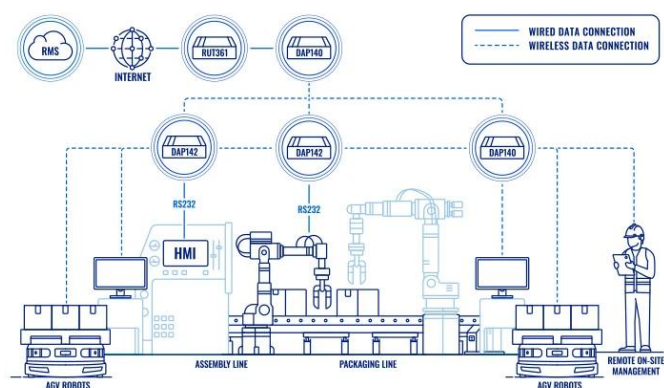 WIRED DATA CONNECTION
WIRELESS DATA CONNECTION
RMS
INTERNET
RUT361
DAP140
DAP142
DAP142
DAP140
RS232
RS232
HMI
ASSEMBLY LINE
PACKAGING LINE
REMOTE ON-SITE
MANAGEMENT
AGV ROBOTS
AGV ROBOTS